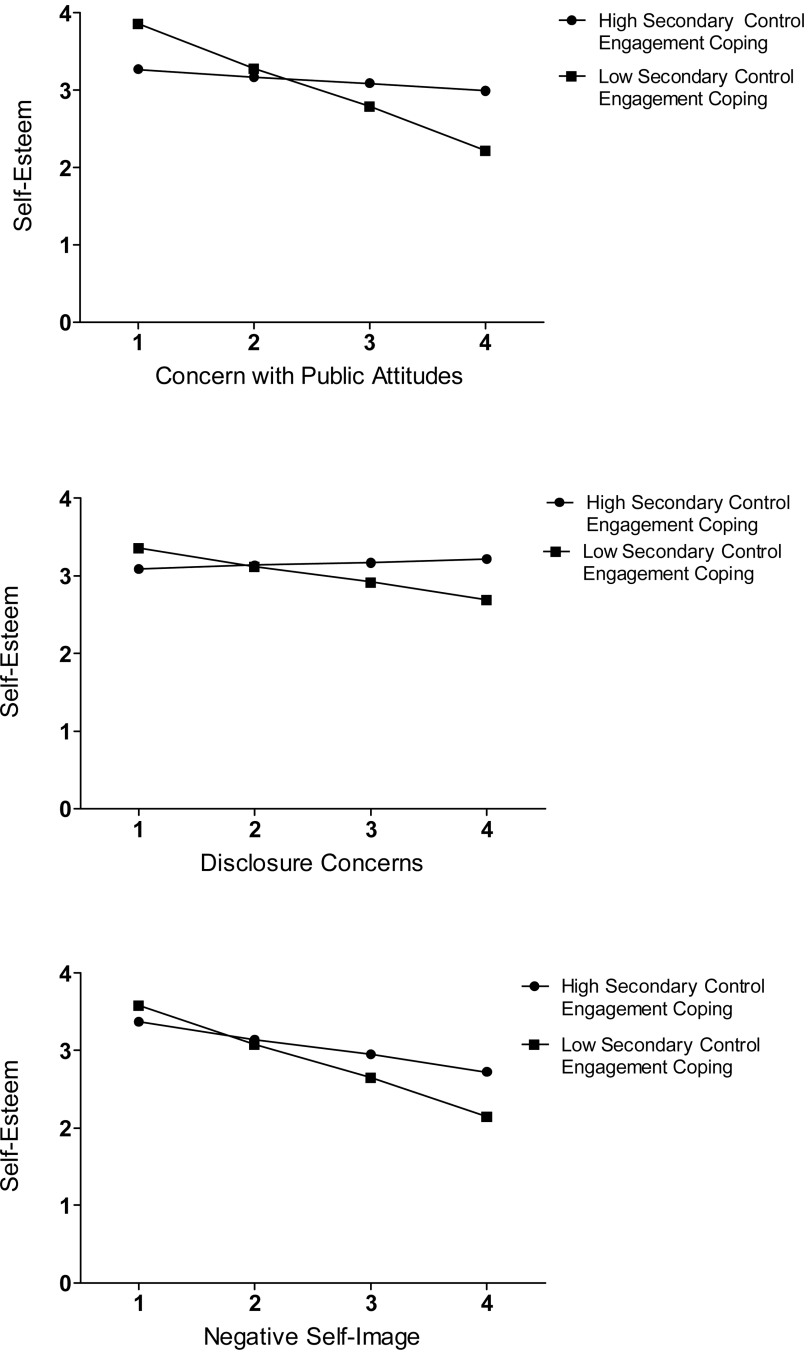 4
3
2
1
0
Self-Esteem
1 2 3 4
Concern with Public Attitudes
High Secondary Control
Engagement Coping
Low Secondary Control
Engagement Coping
4
3
2
1
0
Self-Esteem
1 2 3 4
Disclosure Concerns
High Secondary Control
Engagement Coping
Low Secondary Control
Engagement Coping
4
3
2
1
0
Self-Esteem
1 2 3 4
Negative Self-Image
High Secondary Control
Engagement Coping
Low Secondary Control
Engagement Coping